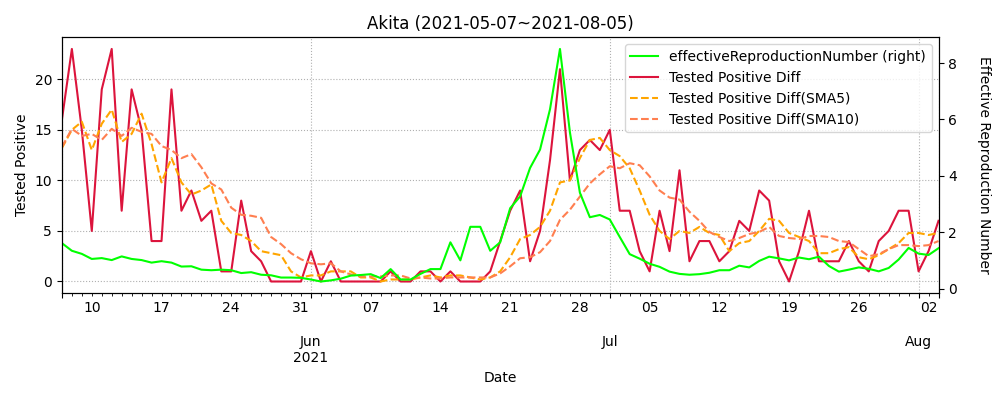 Akita (2021-05-07~2021-08-05)
effectiveReproductionNumber (right)
Tested Positive Diff
Tested Positive Diff(SMA5)
Tested Positive Diff(SMA10)
Tested Positive
20
15
10
5
0
Effective Reproduction Number
8
6
4
2
0
10 17 24 31 07 14 21 28 05 12 19 26 02
Jun Jul Aug
2021
Date